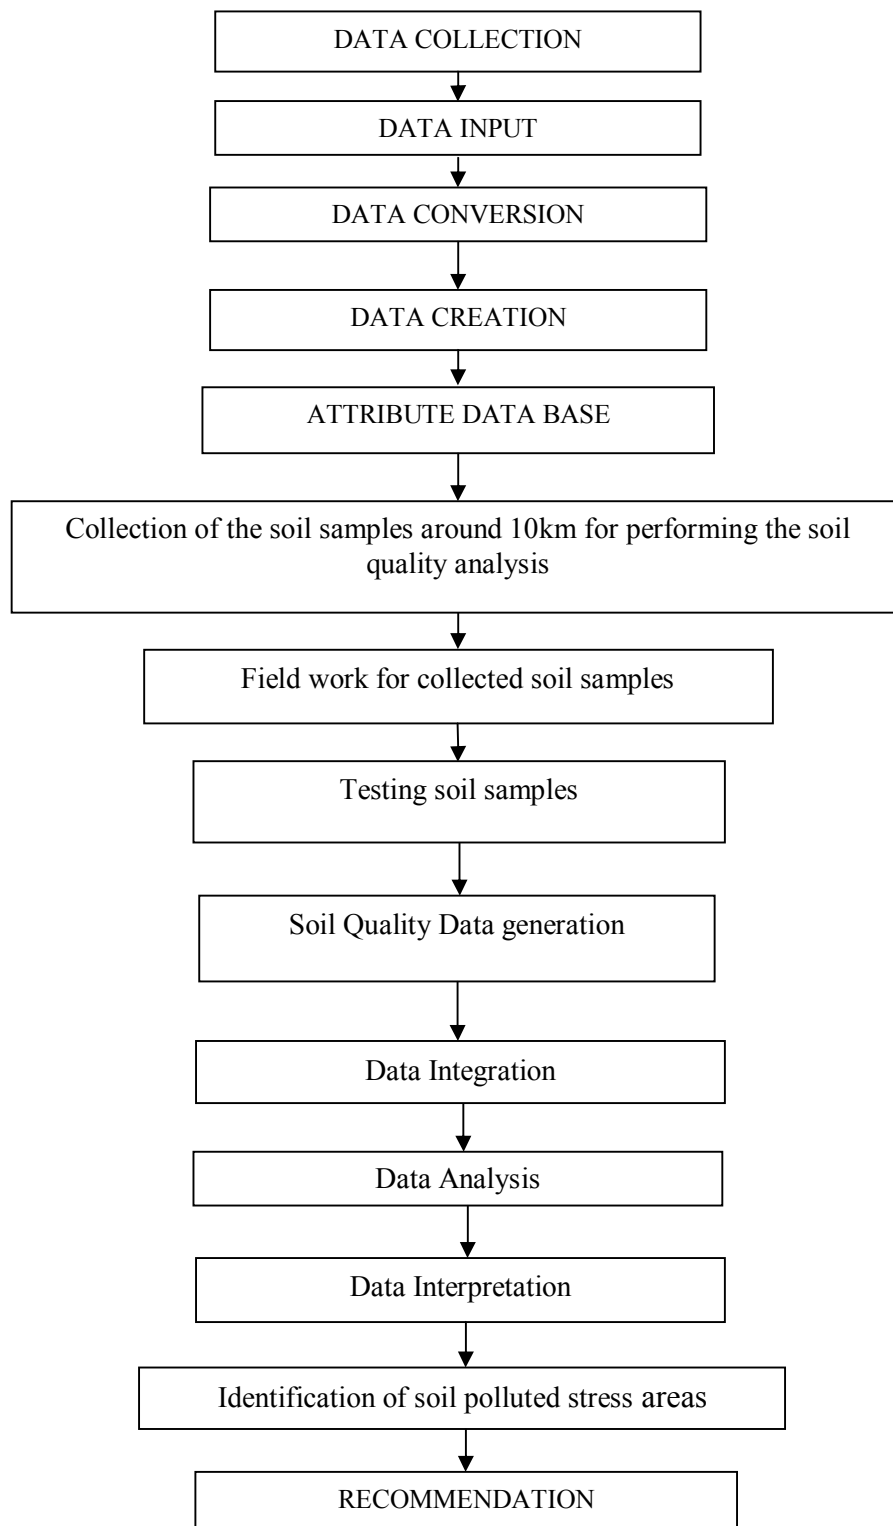 DATA COLLECTION
DATA INPUT
DATA CONVERSION
DATA CREATION
ATTRIBUTE DATA BASE
Collection of the soil samples around 10km for performing the soil
quality analysis
Field work for collected soil samples
Testing soil samples
Soil Quality Data generation
Data Integration
Data Analysis
Data Interpretation
Identification of soil polluted stress areas
RECOMMENDATION